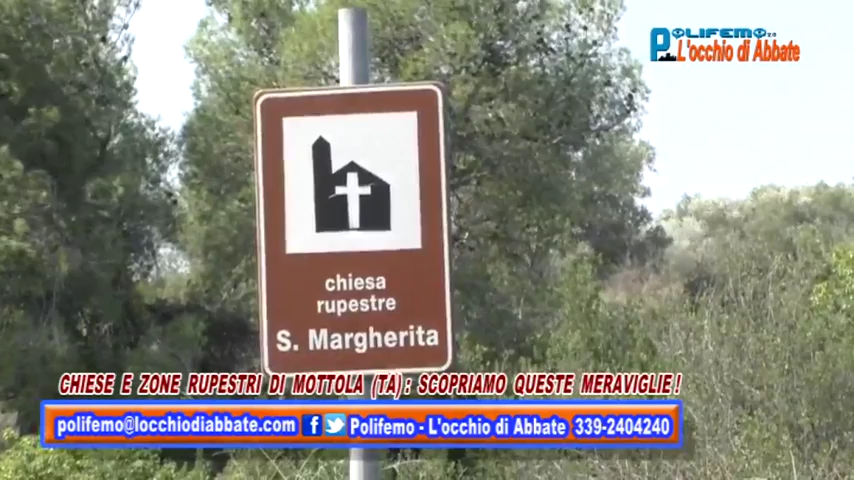 POLIFEMO 2.0
L'occhio di Abbate
chiesa
rupestre
S. Margherita
CHIESE E ZONE RUPESTRI DI MOTTOLA (TA): SCOPRIAMO QUESTE MERAVIGLIE!
polifemo@locchiodiabbate.com f Polifemo - L'occhio di Abbate 339-2404240